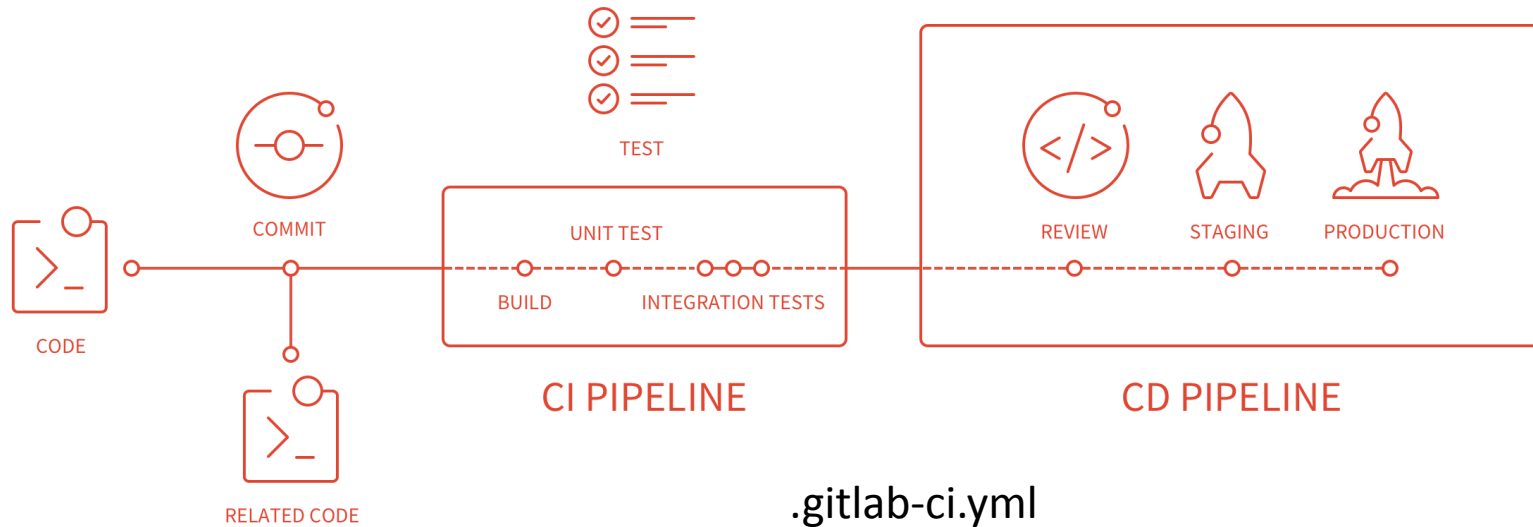 TEST
COMMIT
UNIT TEST
REVIEW
STAGING
PRODUCTION
BUILD
INTEGRATION TESTS
CODE
CI PIPELINE
CD PIPELINE
RELATED CODE
.gitlab-ci.yml